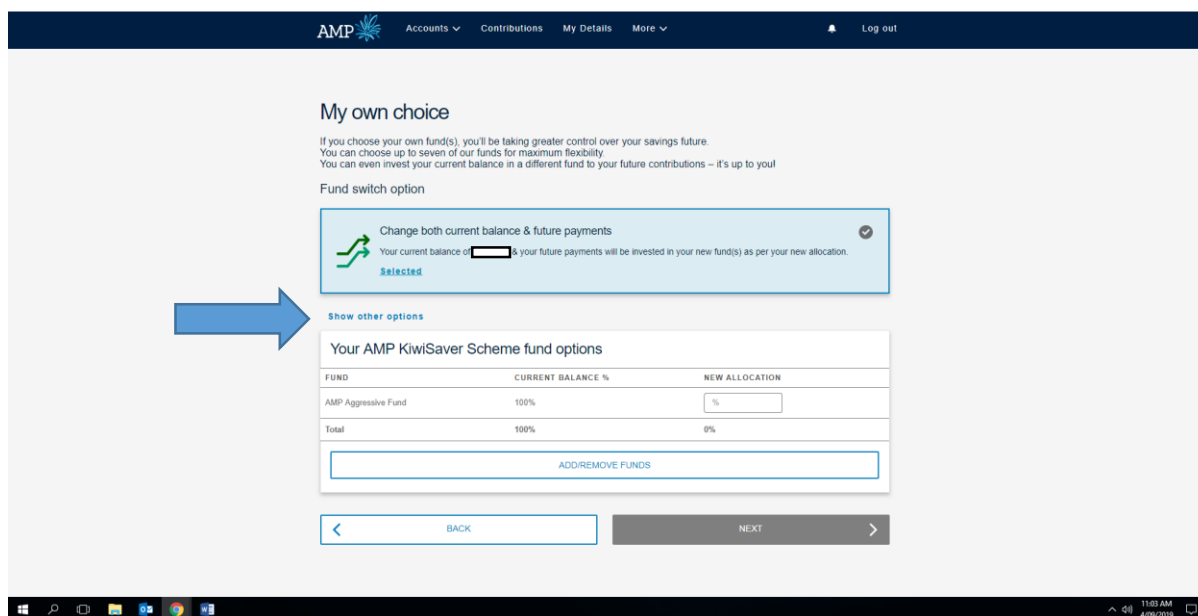 AMP Accounts Contributions My Details More Log out
My own choice
If you choose your own fund(s), you'll be taking greater control over your savings future.
You can choose up to seven of our funds for maximum flexibility.
You can even invest your current balance in a different fund to your future contributions – it's up to you!
Fund switch option
Change both current balance & future payments
Your current balance of & your future payments will be invested in your new fund(s) as per your new allocation.
Selected
Show other options
Your AMP KiwiSaver Scheme fund options
FUND CURRENT BALANCE % NEW ALLOCATION
AMP Aggressive Fund 100% %
Total 100% 0%
ADD/REMOVE FUNDS
BACK NEXT
11:03 AM
4/09/2019